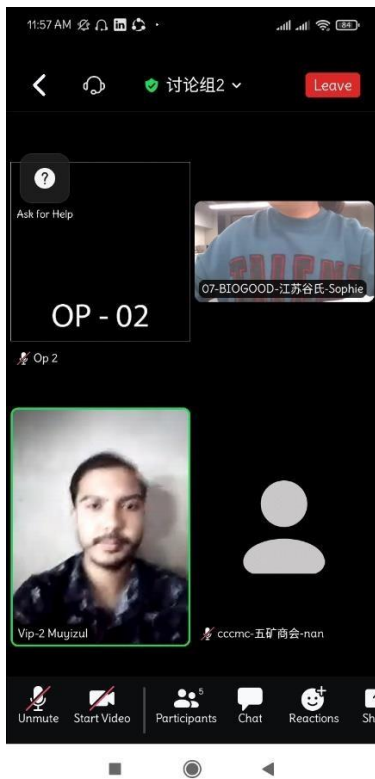 11:57 AM
84
讨论组2
Leave
?
Ask for Help
OP - 02
Op 2
07-BIOGOOD-江苏谷氏-Sophie
Vip-2 Muyizul
cccmc-五矿商会-nan
5
Unmute
Start Video
Participants
Chat
Reactions
Sh